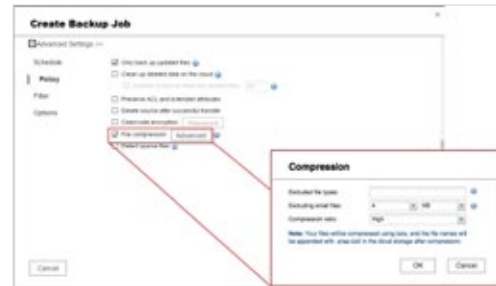 Create Backup Job
Advanced Settings >>
Schedule
Only back up updated files
Policy
Clean up deleted data on the cloud
Filter
Preserve ACL and extended attributes
Options
Delete source after successful transfer
Client-side encryption
File compression Advanced
Detect sparse files
Compression
Excluded file types:
Excluding small files: 4 MB
Compression ratio: High
Note: Your files will be compressed using
and the file names will
be appended with
in the cloud storage after compression.
OK Cancel
Cancel